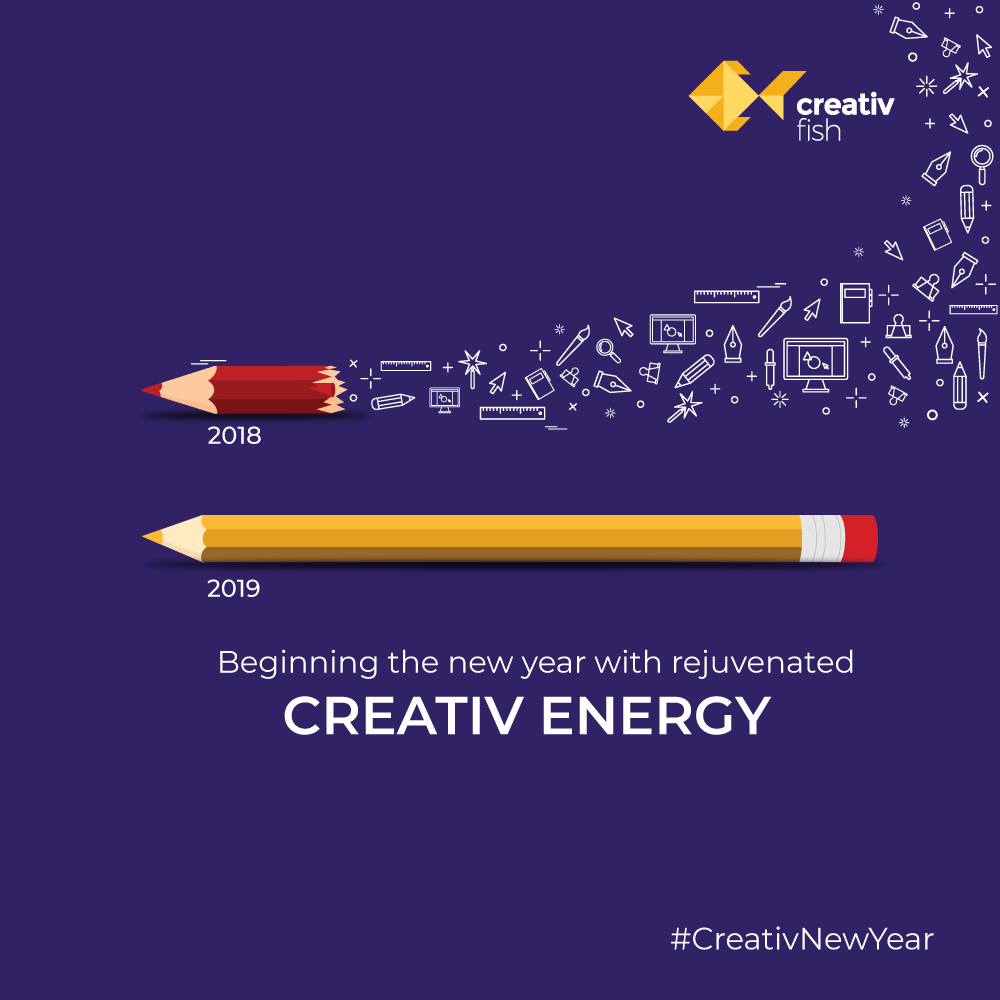 creativ
fish
2018
2019
Beginning the new year with rejuvenated
CREATIV ENERGY
#CreativNewYear